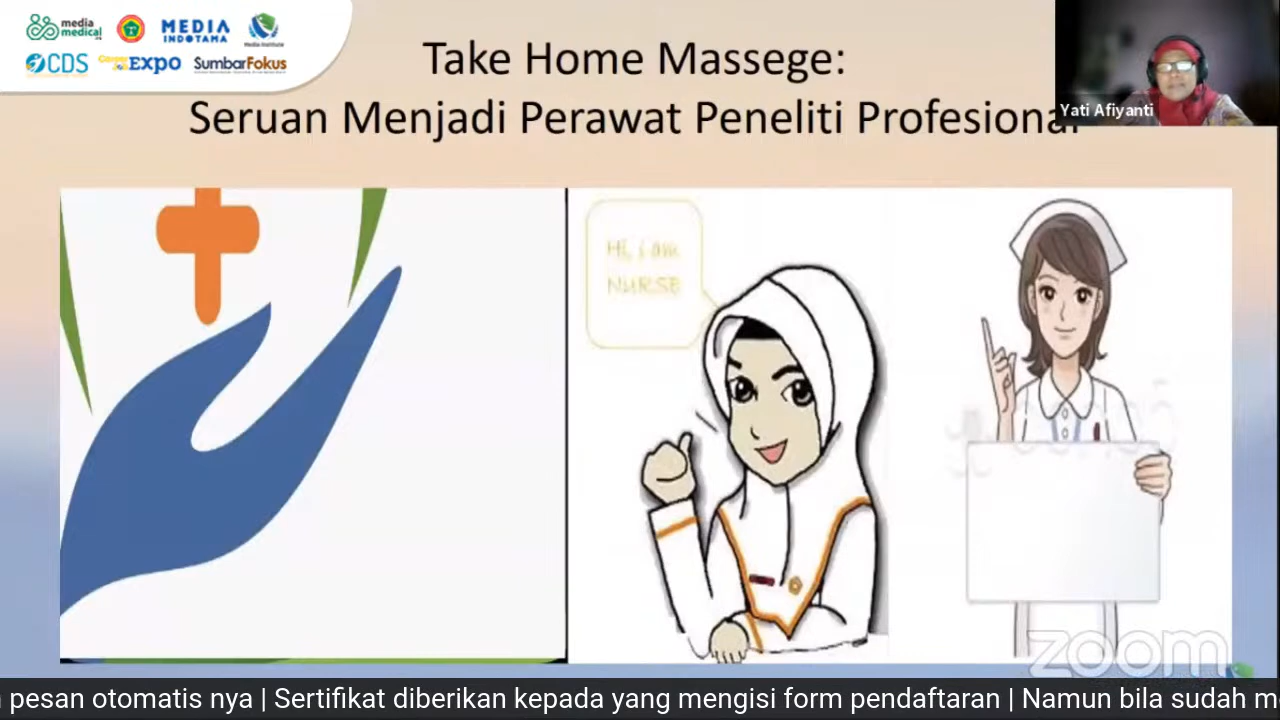 media
medical
MEDIA
INDOTAMA
Media Institute
CDS
EXPO
SumbarFokus
Take Home Massege:
Seruan Menjadi Perawat Peneliti Profesional
Yati Afiyanti
Hi, i am
NURSE
zoom
pesan otomatis nya | Sertifikat diberikan kepada yang mengisi form pendaftaran | Namun bila sudah m